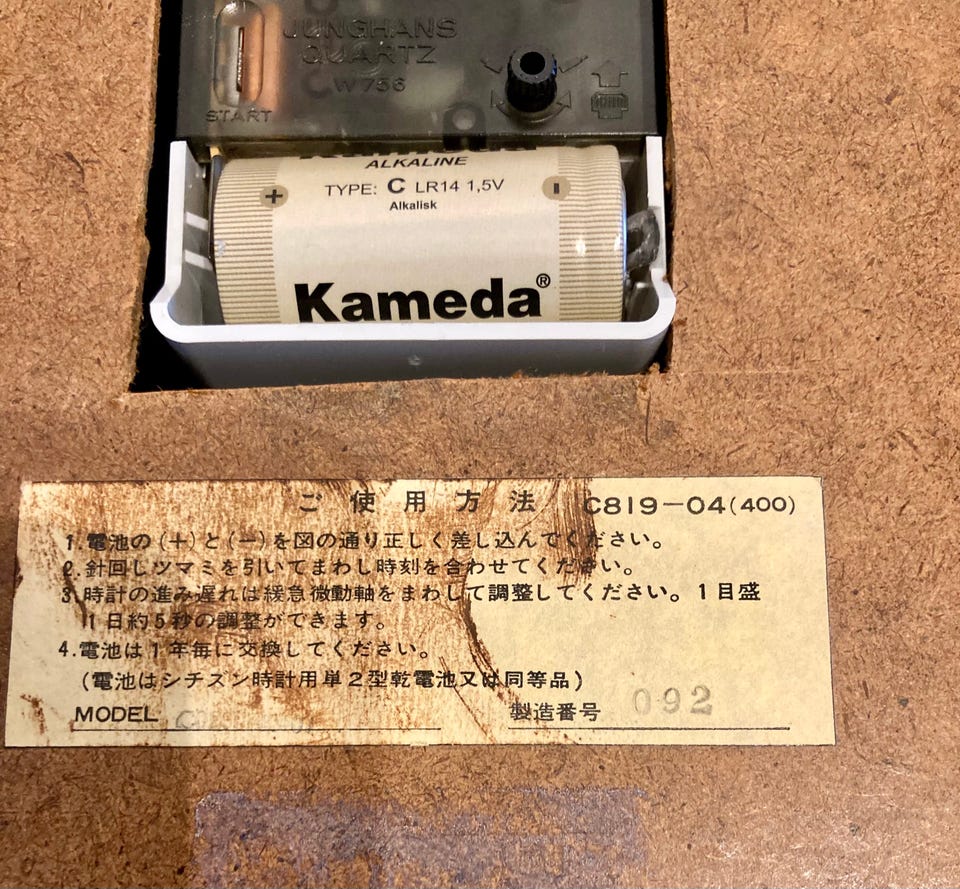 JUNGHANS
QUARTZ
W756
START
ALKALINE
+ TYPE: C LR14 1,5V -
Alkalisk
Kameda®
ご使用方法 C819-04(400)
1.電池の(+)と(-)を図の通り正しく差し込んでください。
2.針回しツマミを引いてまわし時刻を合わせてください。
3.時計の進み遅れは緩急微動軸をまわして調整してください。1目盛
1日約5秒の調整ができます。
4.電池は1年毎に交換してください。
(電池はシチズン時計用単2型乾電池又は同等品)
MODEL 製造番号 092